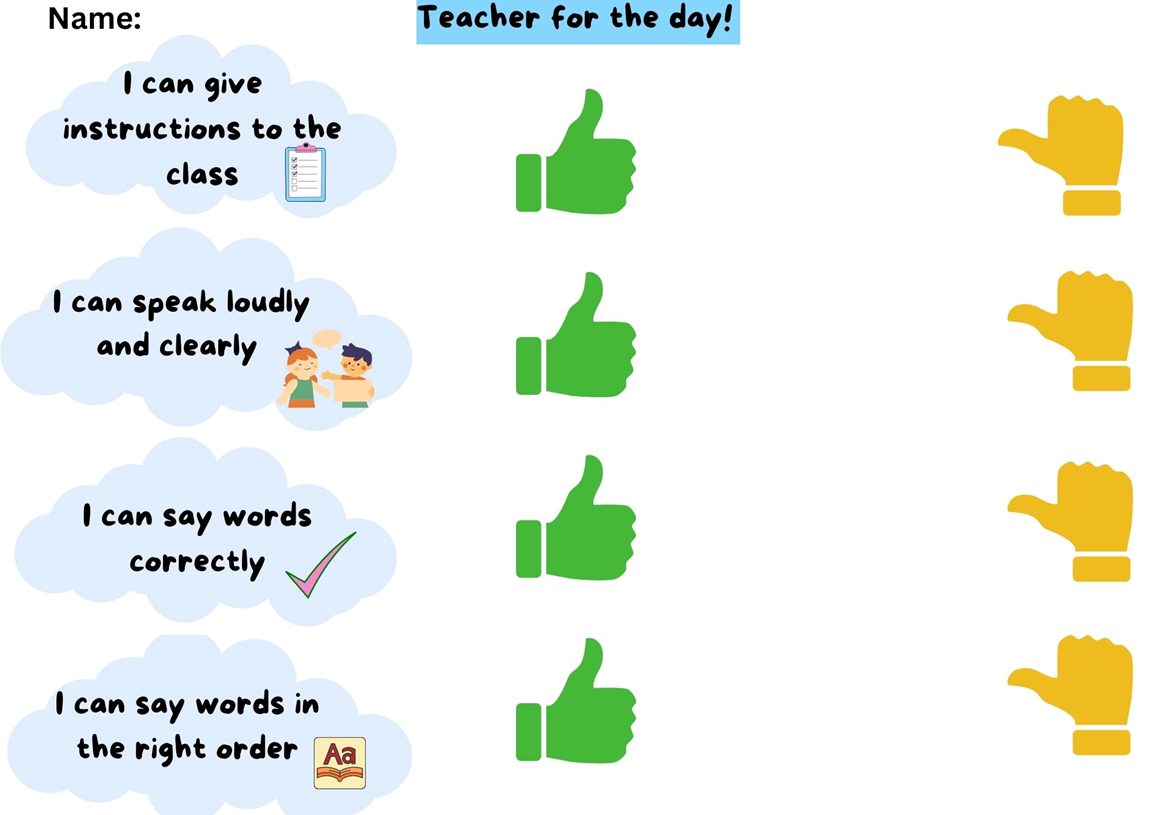 Name:
Teacher for the day!
I can give
instructions to the
class
I can speak loudly
and clearly
I can say words
correctly
I can say words in
the right order
Aa